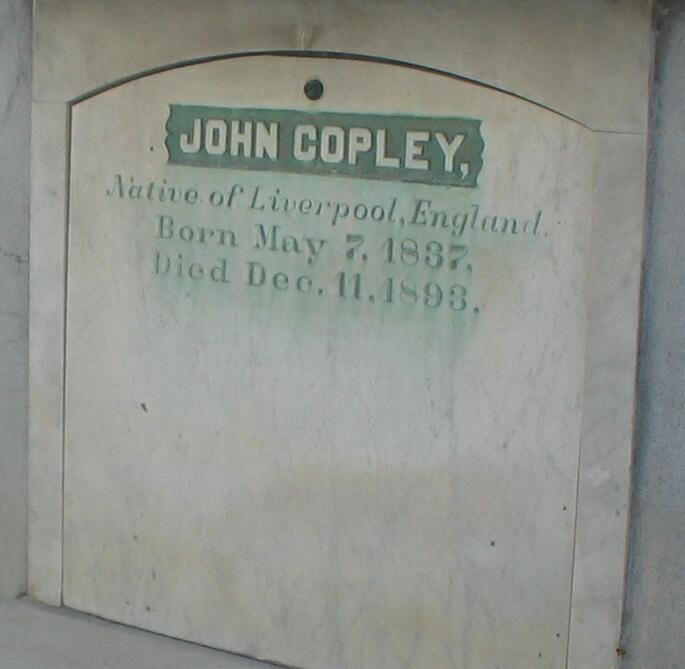 JOHN COPLEY,
Native of Liverpool, England.
Born May 7, 1837,
Died Dec. 11, 1893.